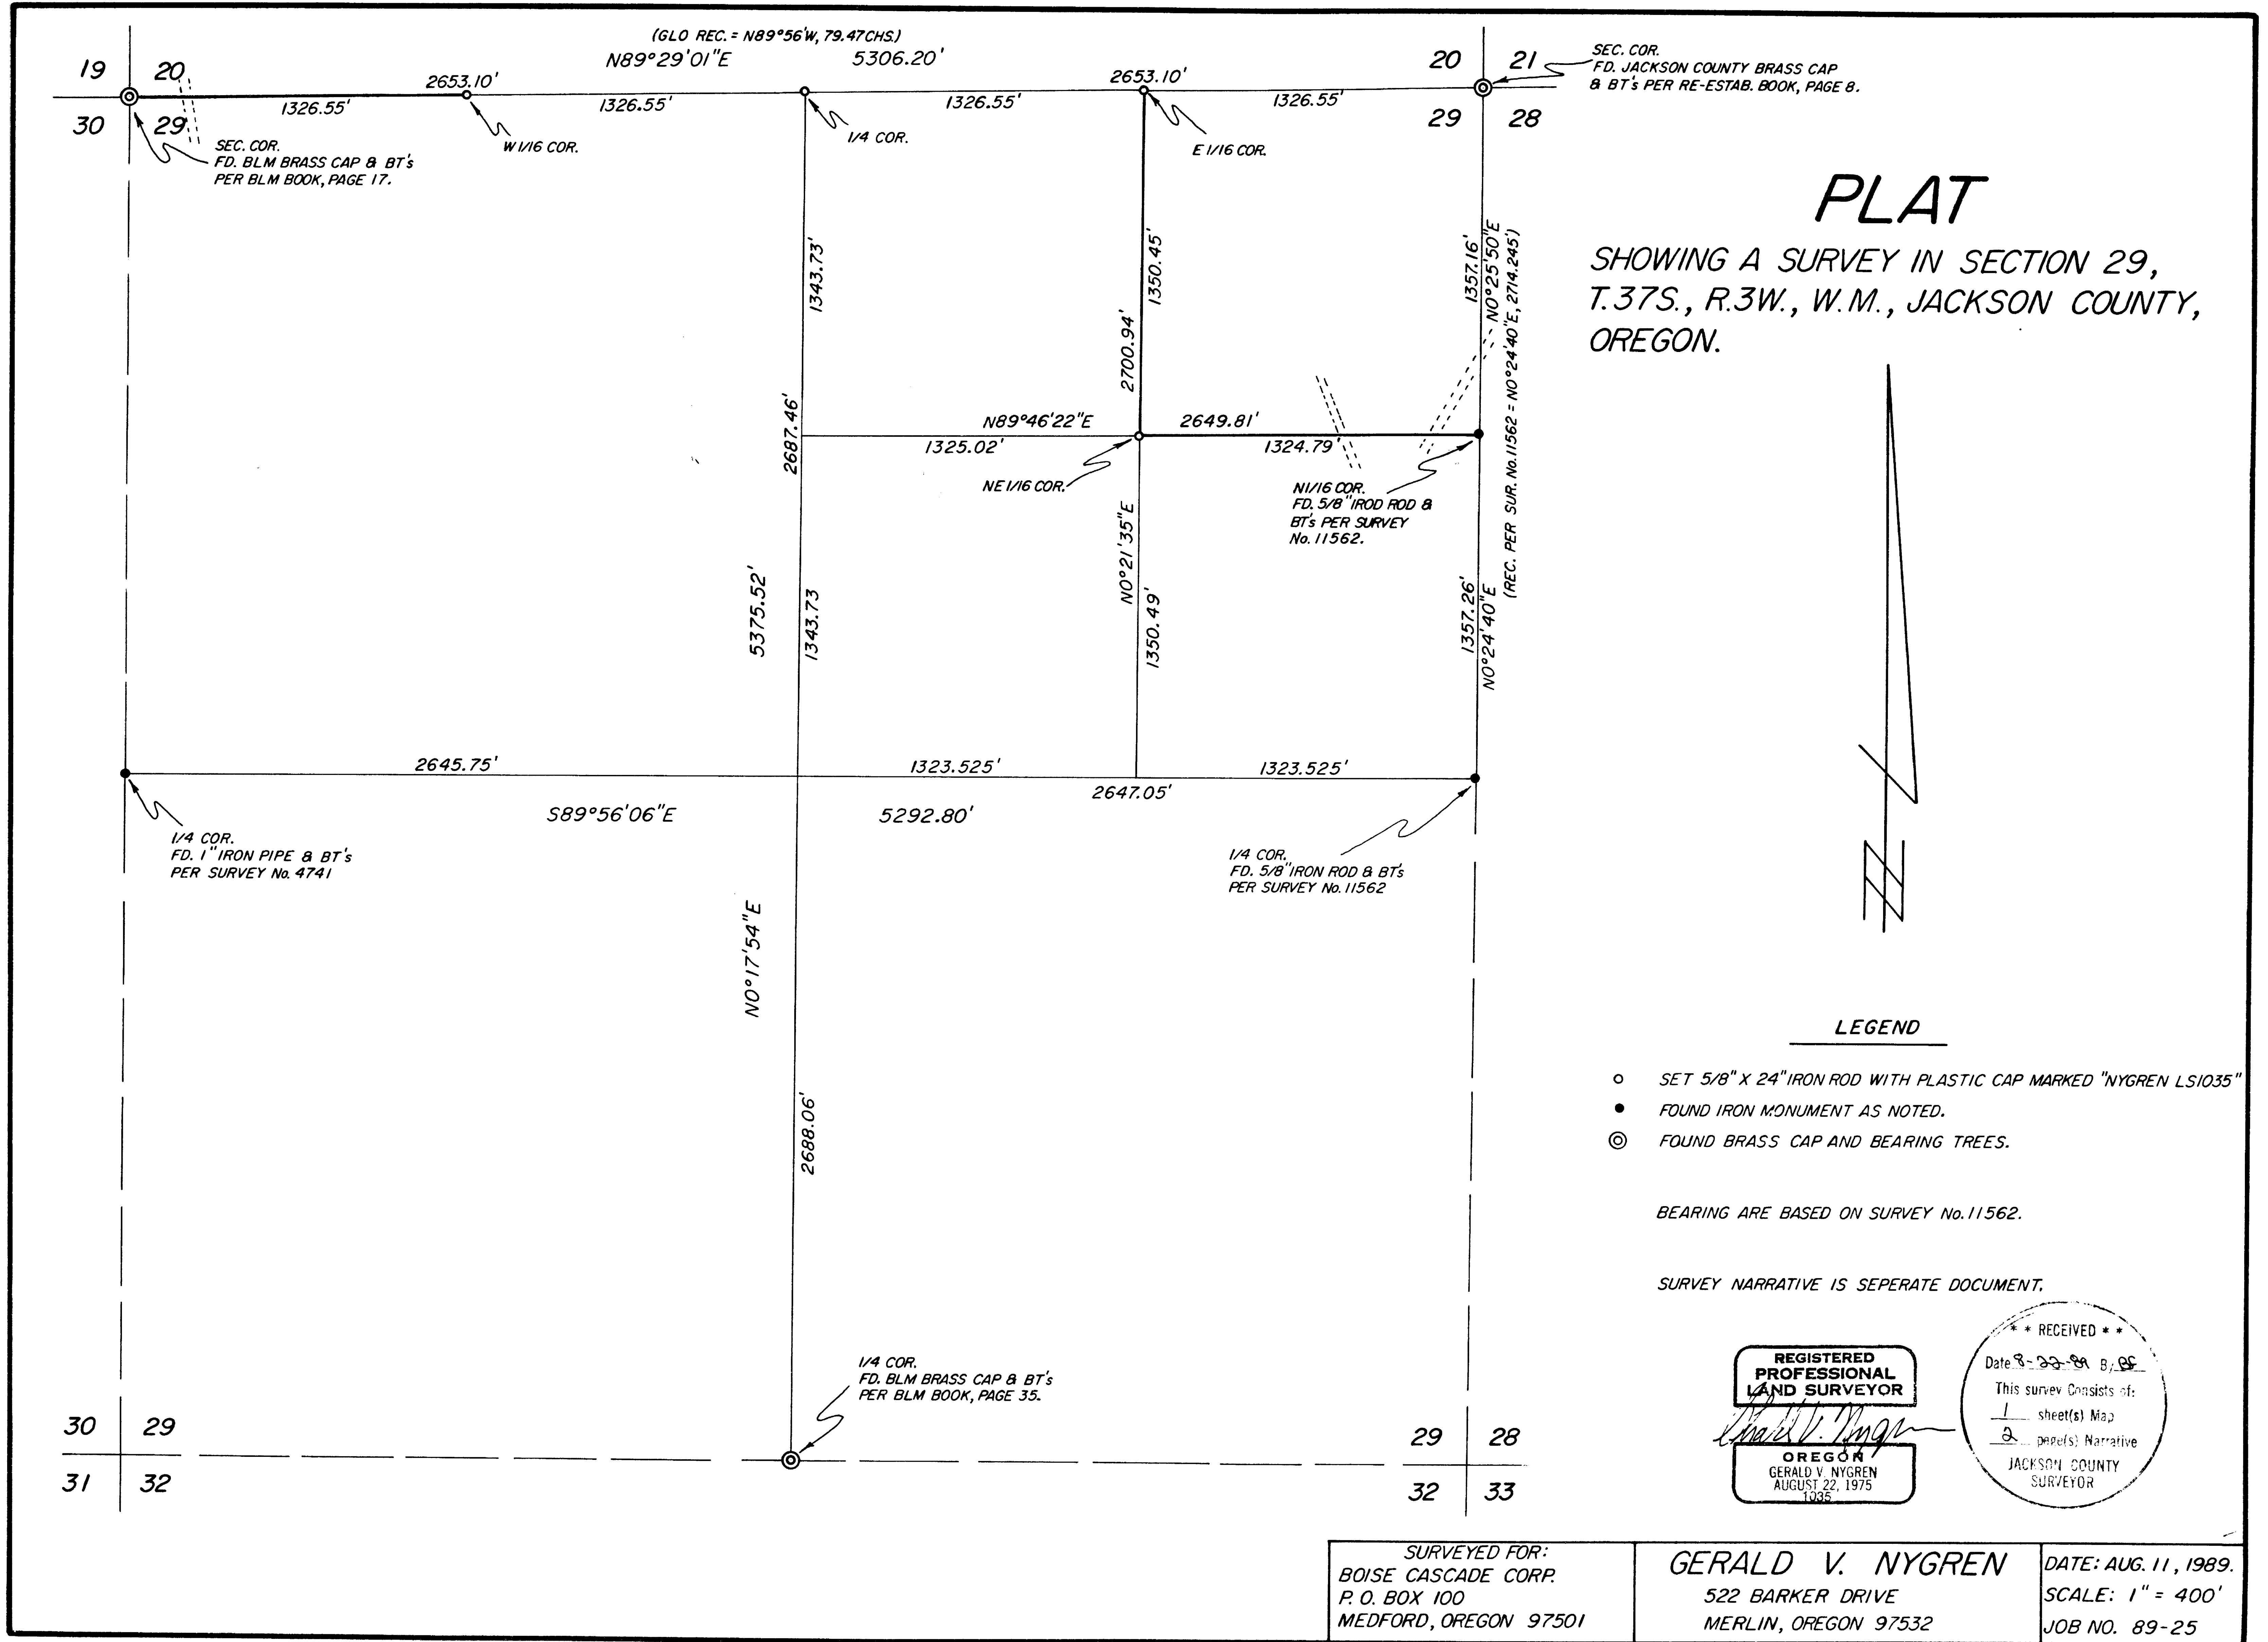 (GLO REC. = N89°56'W, 79.47CHS.)
N89°29'01"E 5306.20'
19 20
30 29
2653.10'
1326.55'
1326.55'
2653.10'
1326.55'
1326.55'
20 21
29 28
SEC. COR.
FD. JACKSON COUNTY BRASS CAP
& BT's PER RE-ESTAB. BOOK, PAGE 8.
SEC. COR.
FD. BLM BRASS CAP & BT's
PER BLM BOOK, PAGE 17.
W 1/16 COR.
1/4 COR.
E 1/16 COR.
PLAT
SHOWING A SURVEY IN SECTION 29,
T.37S., R.3W., W.M., JACKSON COUNTY,
OREGON.
1343.73'
2687.46'
1343.73
5375.52'
1350.45'
2700.94'
N0°21'35"E
1350.49'
1357.16'
N0°25'50"E
(REC. PER SUR. No.11562 = N0°24'40"E, 2714.245')
1357.26'
N0°24'40"E
N89°46'22"E 2649.81'
1325.02' 1324.79'
NE 1/16 COR.
N1/16 COR.
FD. 5/8" IROD ROD &
BT's PER SURVEY
No. 11562.
2645.75' 1323.525' 1323.525'
2647.05'
S89°56'06"E 5292.80'
1/4 COR.
FD. 1" IRON PIPE & BT's
PER SURVEY No. 4741
1/4 COR.
FD. 5/8" IRON ROD & BT's
PER SURVEY No. 11562
N0°17'54"E
2688.06'
1/4 COR.
FD. BLM BRASS CAP & BT's
PER BLM BOOK, PAGE 35.
30 29
31 32
29 28
32 33
N
LEGEND
SET 5/8" X 24" IRON ROD WITH PLASTIC CAP MARKED "NYGREN LS1035"
FOUND IRON MONUMENT AS NOTED.
FOUND BRASS CAP AND BEARING TREES.
BEARING ARE BASED ON SURVEY No. 11562.
SURVEY NARRATIVE IS SEPERATE DOCUMENT.
REGISTERED
PROFESSIONAL
LAND SURVEYOR
OREGON
GERALD V. NYGREN
AUGUST 22, 1975
1035
* * RECEIVED * *
Date 8-22-89 By
This survey Consists of:
1 sheet(s) Map
2 page(s) Narrative
JACKSON COUNTY
SURVEYOR
SURVEYED FOR:
BOISE CASCADE CORP.
P. O. BOX 100
MEDFORD, OREGON 97501
GERALD V. NYGREN
522 BARKER DRIVE
MERLIN, OREGON 97532
DATE: AUG. 11, 1989.
SCALE: 1" = 400'
JOB NO. 89-25